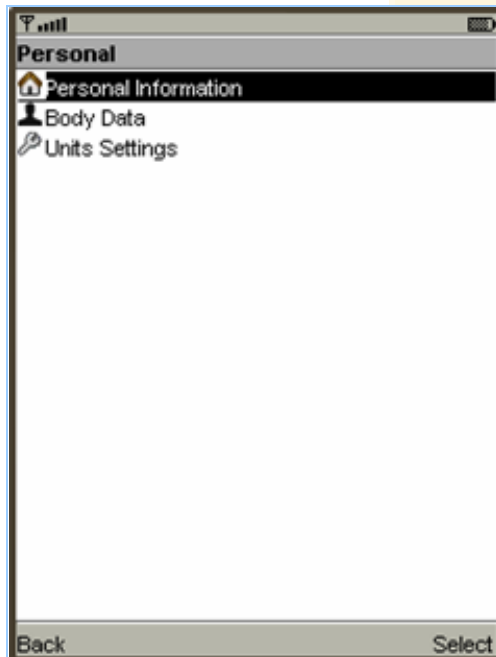 Personal
Personal Information
Body Data
Units Settings
Back Select